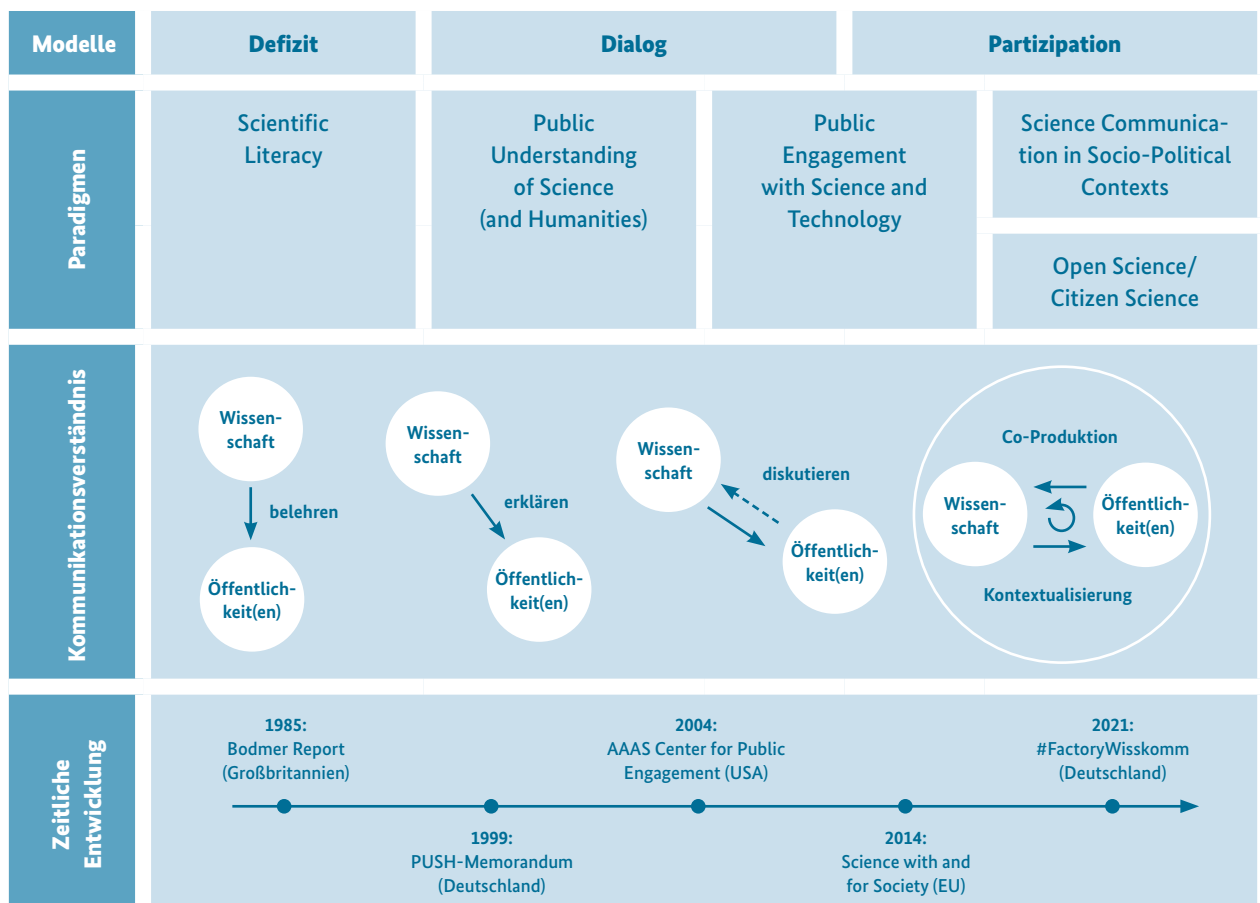 Modelle
Defizit
Dialog
Partizipation
Paradigmen
Scientific
Literacy
Public
Understanding
of Science
(and Humanities)
Public
Engagement
with Science and
Technology
Science Communica-
tion in Socio-Political
Contexts
Open Science/
Citizen Science
Kommunikationsverständnis
Wissen-
schaft
belehren
Öffentlich-
keit(en)
Wissen-
schaft
erklären
Öffentlich-
keit(en)
Wissen-
schaft
diskutieren
Öffentlich-
keit(en)
Co-Produktion
Wissen-
schaft
Öffentlich-
keit(en)
Kontextualisierung
Zeitliche
Entwicklung
1985:
Bodmer Report
(Großbritannien)
1999:
PUSH-Memorandum
(Deutschland)
2004:
AAAS Center for Public
Engagement (USA)
2014:
Science with and
for Society (EU)
2021:
#FactoryWisskomm
(Deutschland)